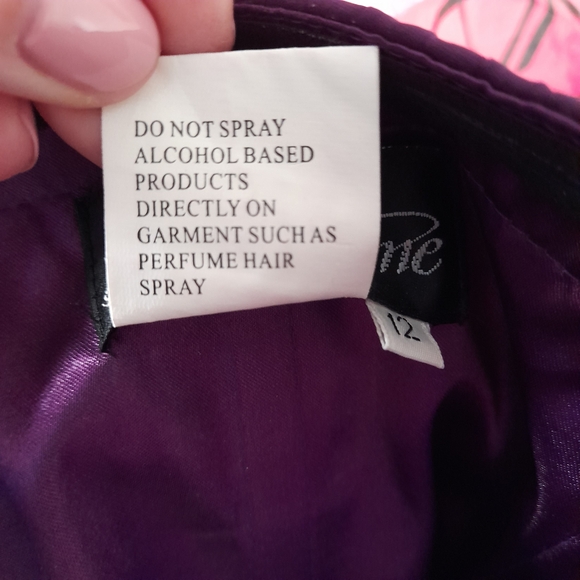 DO NOT SPRAY
ALCOHOL BASED
PRODUCTS
DIRECTLY ON
GARMENT SUCH AS
PERFUME HAIR
SPRAY
12